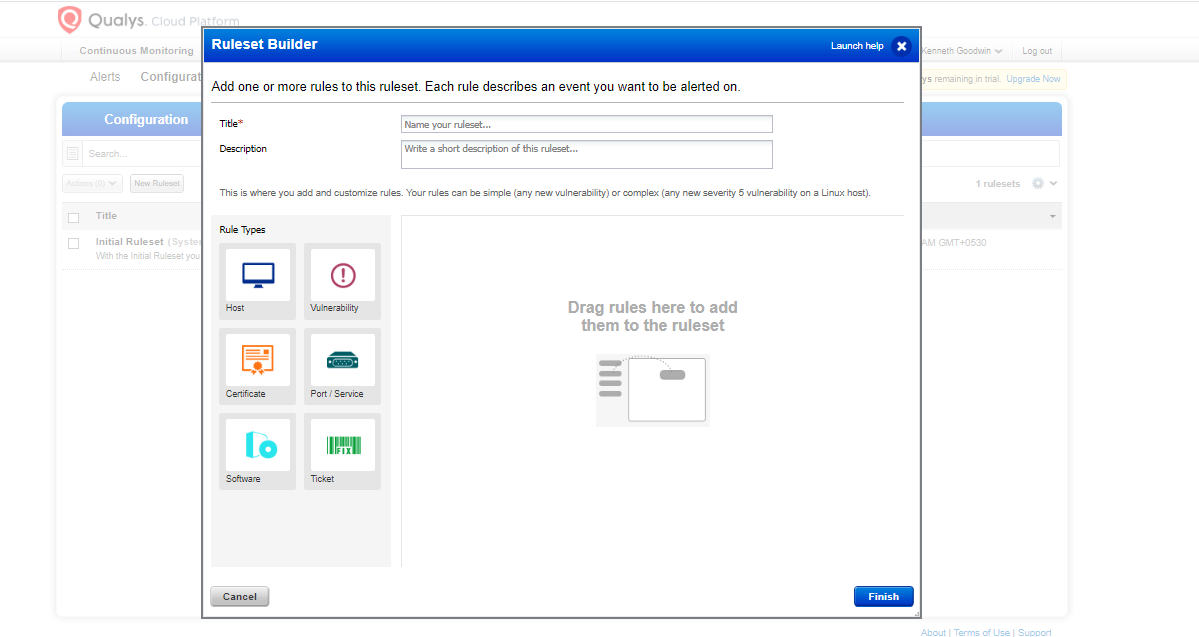 Qualys. Cloud Platform
Continuous Monitoring
Kenneth Goodwin
Log out
Alerts
Configurat
ys remaining in trial. Upgrade Now
Ruleset Builder
Launch help
Add one or more rules to this ruleset. Each rule describes an event you want to be alerted on.
Configuration
Title*
Name your ruleset...
Description
Write a short description of this ruleset...
Search...
Actions (0)
New Ruleset
1 rulesets
This is where you add and customize rules. Your rules can be simple (any new vulnerability) or complex (any new severity 5 vulnerability on a Linux host).
Title
Initial Ruleset (System
With the Initial Ruleset you
AM GMT+0530
Rule Types
Host
Vulnerability
Certificate
Port / Service
FIX
Software
Ticket
Drag rules here to add
them to the ruleset
Cancel
Finish
About | Terms of Use | Support